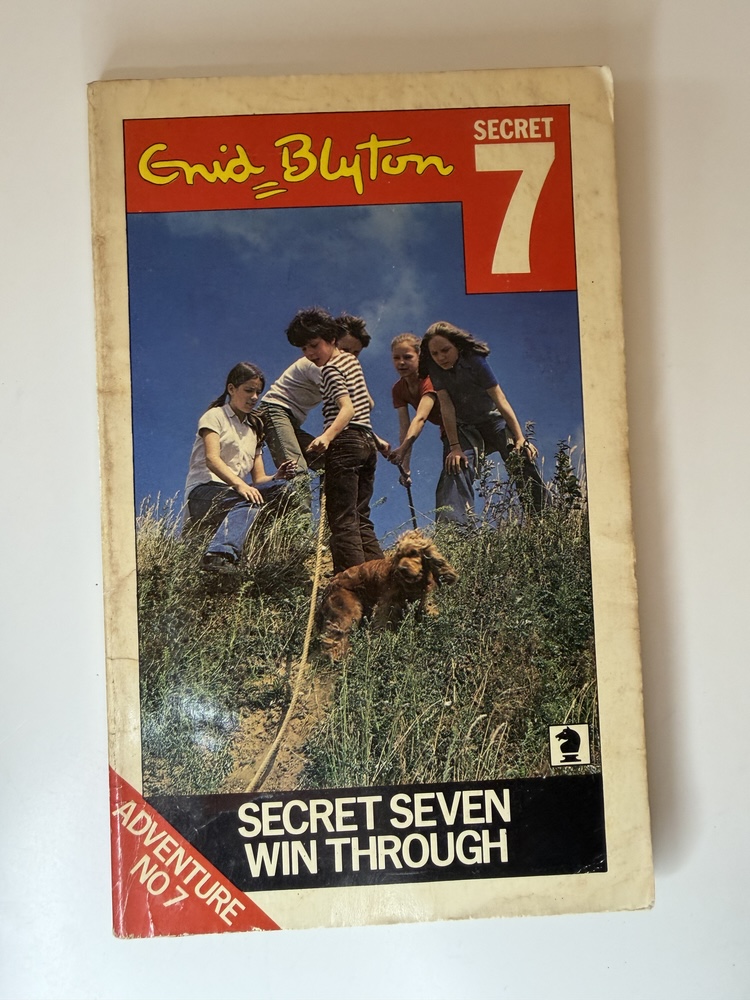 Enid Blyton
SECRET
7
SECRET SEVEN
WIN THROUGH
ADVENTURE
NO 7